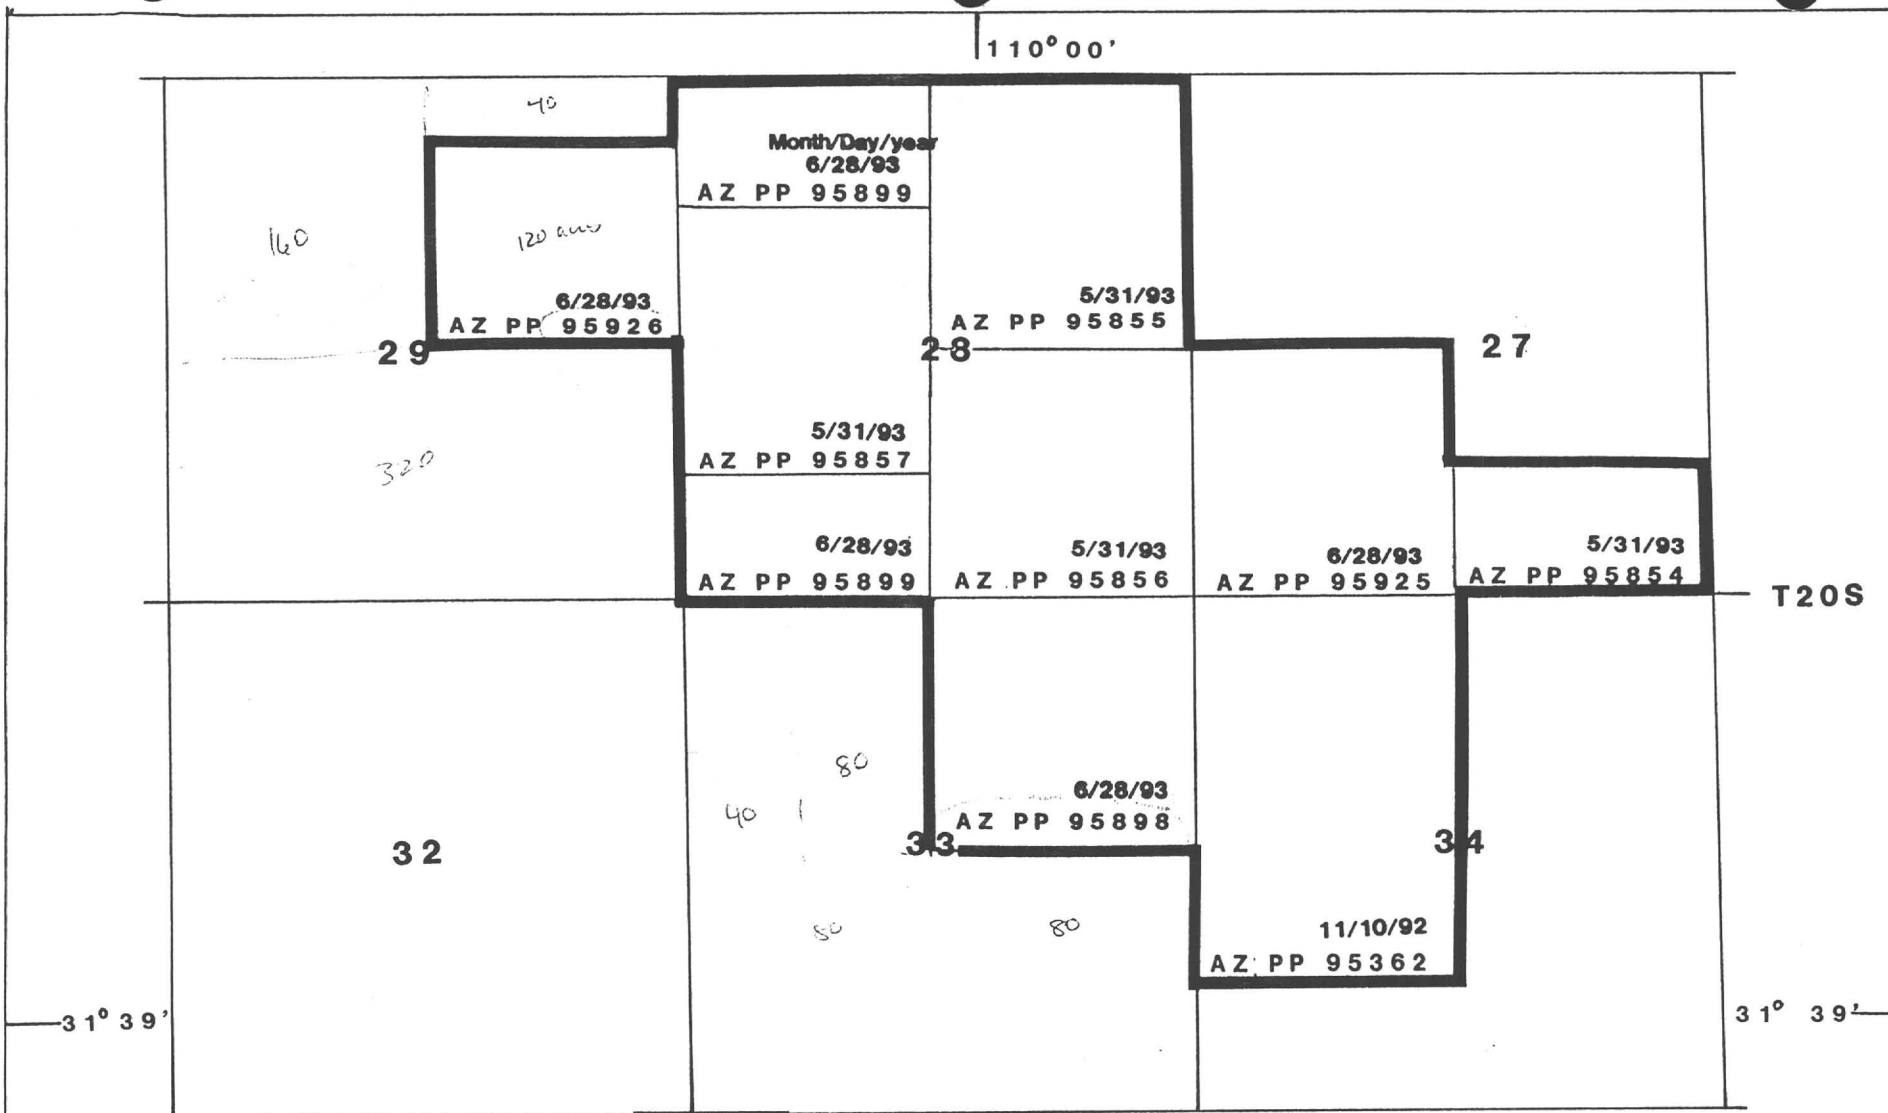 110° 00'
40
Month/Day/year
6/28/93
AZ PP 95899
160
120
6/28/93
AZ PP 95926
5/31/93
AZ PP 95855
29
28
27
5/31/93
AZ PP 95857
320
6/28/93
AZ PP 95899
5/31/93
AZ PP 95856
6/28/93
AZ PP 95925
5/31/93
AZ PP 95854
T20S
80
40
6/28/93
AZ PP 95898
32
33
34
80
80
11/10/92
AZ PP 95362
31° 39'
31° 39'